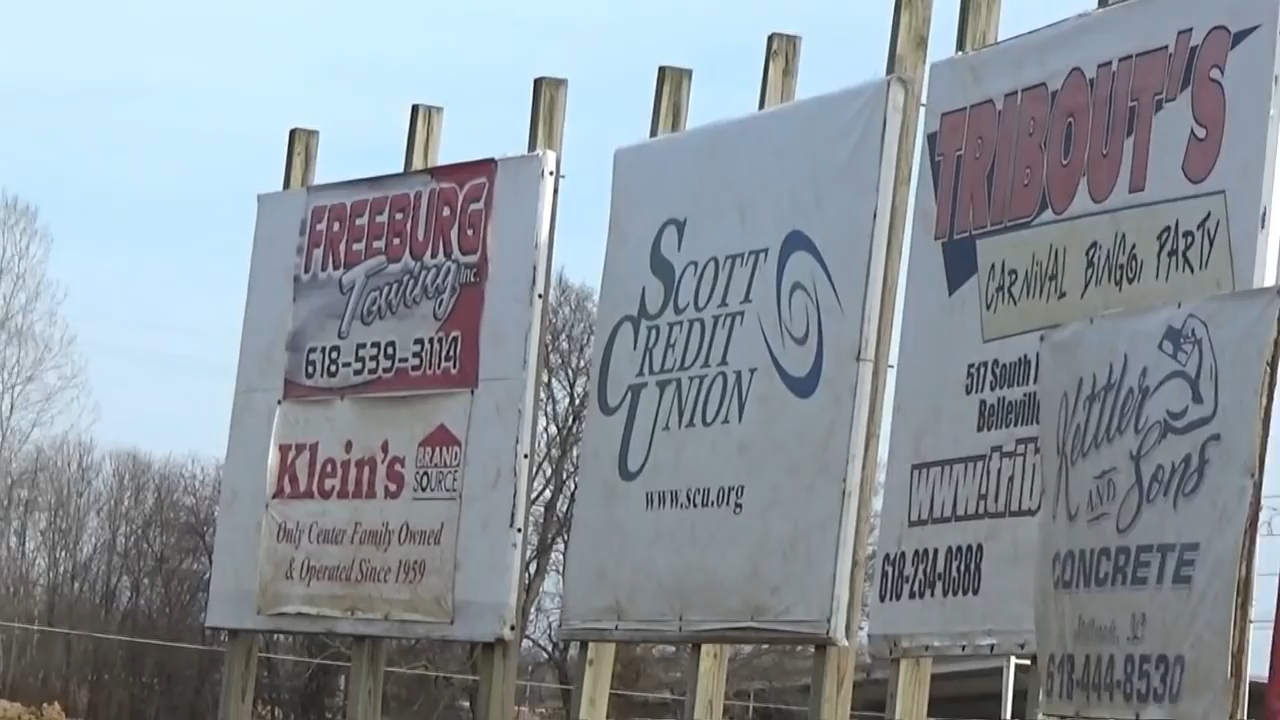 FREEBURG
Towing Inc.
618-539-3114
Klein's
BRAND
SOURCE
Only Center Family Owned
& Operated Since 1959
SCOTT
CREDIT
UNION
www.scu.org
TRIBOUT'S
CARNIVAL BINGO, PARTY
517 South
Bellevill
www.trib
618-234-0388
Kettler
AND
Sons
CONCRETE
618-444-8530